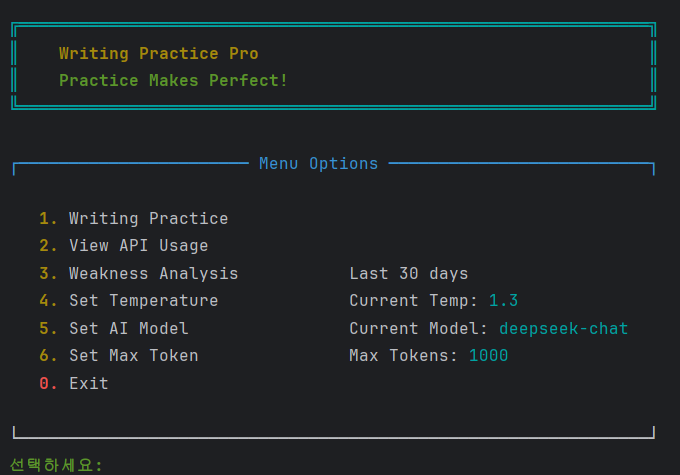 Writing Practice Pro
Practice Makes Perfect!
Menu Options
1. Writing Practice
2. View API Usage
3. Weakness Analysis Last 30 days
4. Set Temperature Current Temp: 1.3
5. Set AI Model Current Model: deepseek-chat
6. Set Max Token Max Tokens: 1000
0. Exit
선택하세요: